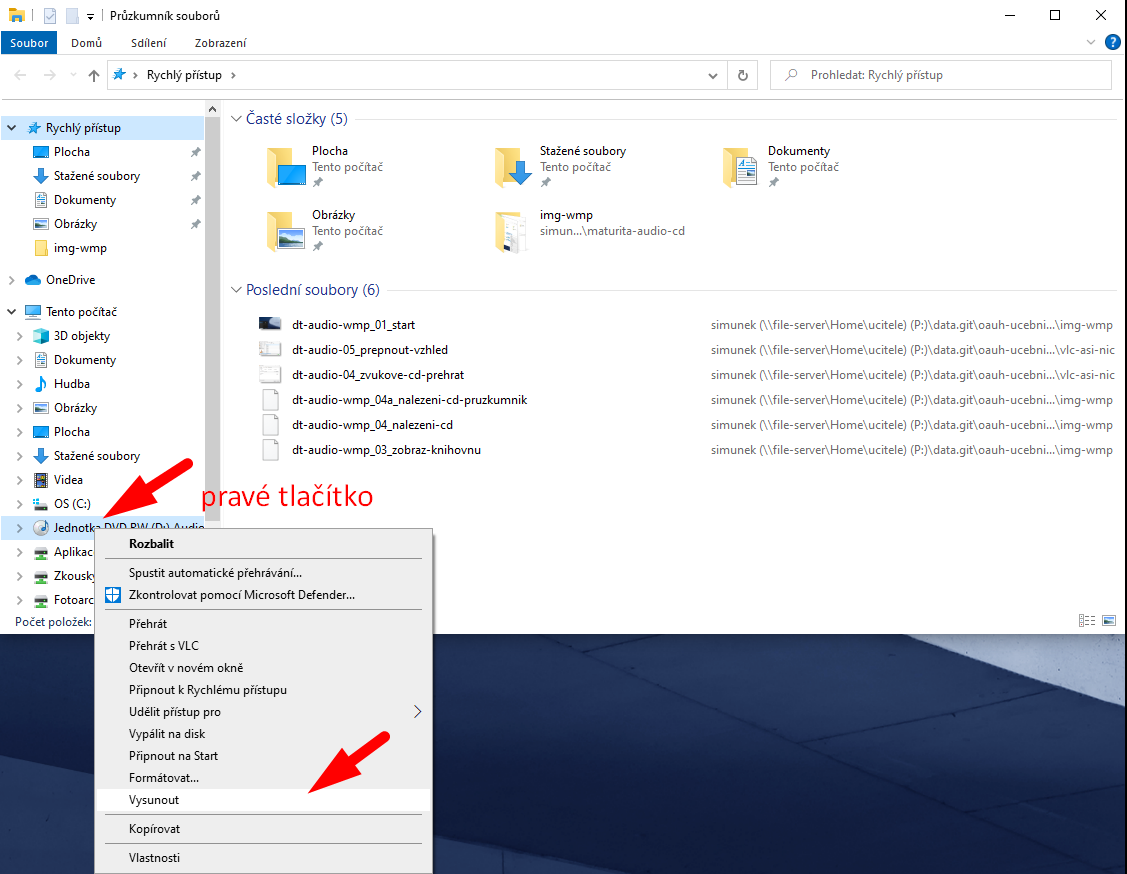 Průzkumník souborů
Soubor Domů Sdílení Zobrazení
Rychlý přístup
Prohledat: Rychlý přístup
Rychlý přístup
Plocha
Stažené soubory
Dokumenty
Obrázky
img-wmp
OneDrive
Tento počítač
3D objekty
Dokumenty
Hudba
Obrázky
Plocha
Stažené soubory
Videa
OS (C:)
Jednotka DVD RW (D:) Audio
Aplikac
Zkousky
Fotoarc
Počet položek:
Časté složky (5)
Plocha
Tento počítač
Stažené soubory
Tento počítač
Dokumenty
Tento počítač
Obrázky
Tento počítač
img-wmp
simun...\maturita-audio-cd
Poslední soubory (6)
dt-audio-wmp_01_start simunek (\\file-server\Home\ucitele) (P:)\data.git\oauh-ucebni...\img-wmp
dt-audio-05_prepnout-vzhled simunek (\\file-server\Home\ucitele) (P:)\data.git\oauh-ucebni...\vlc-asi-nic
dt-audio-04_zvukove-cd-prehrat simunek (\\file-server\Home\ucitele) (P:)\data.git\oauh-ucebni...\vlc-asi-nic
dt-audio-wmp_04a_nalezeni-cd-pruzkumnik simunek (\\file-server\Home\ucitele) (P:)\data.git\oauh-ucebni...\img-wmp
dt-audio-wmp_04_nalezeni-cd simunek (\\file-server\Home\ucitele) (P:)\data.git\oauh-ucebni...\img-wmp
dt-audio-wmp_03_zobraz-knihovnu simunek (\\file-server\Home\ucitele) (P:)\data.git\oauh-ucebni...\img-wmp
pravé tlačítko
Rozbalit
Spustit automatické přehrávání...
Zkontrolovat pomocí Microsoft Defender...
Přehrát
Přehrát s VLC
Otevřít v novém okně
Připnout k Rychlému přístupu
Udělit přístup pro
Vypálit na disk
Připnout na Start
Formátovat...
Vysunout
Kopírovat
Vlastnosti